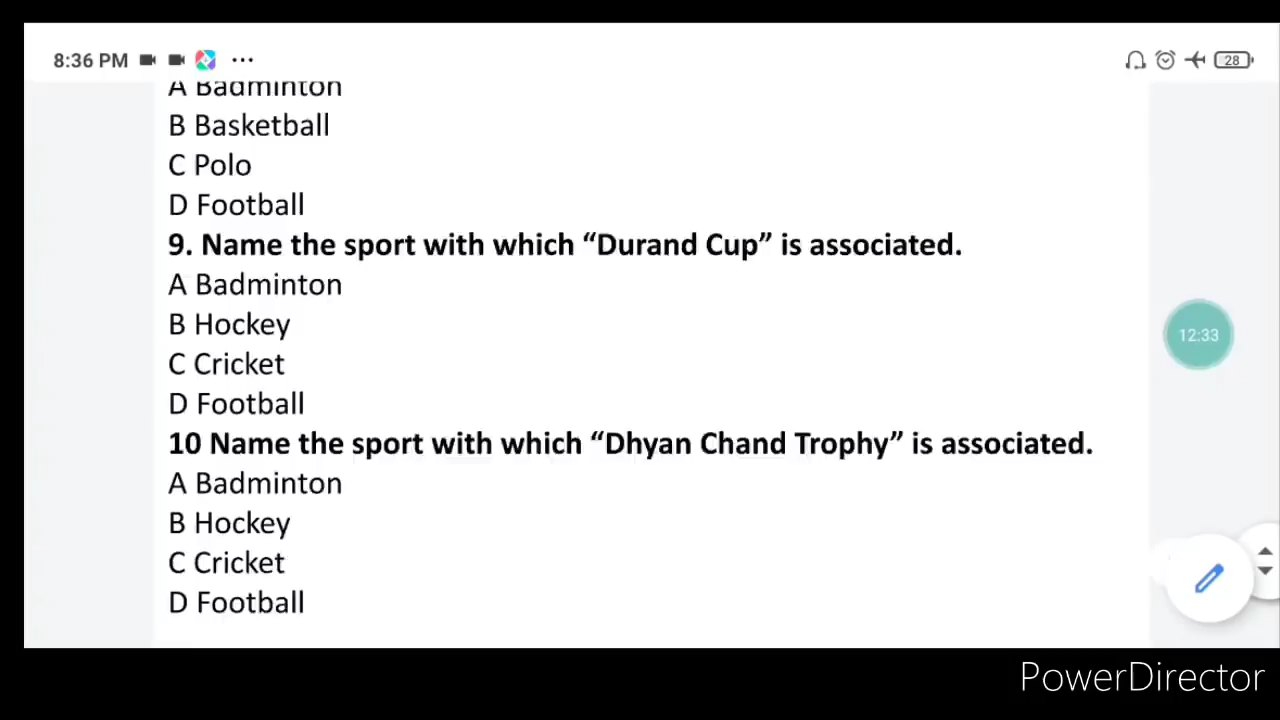 8:36 PM ...
28
A Badminton
B Basketball
C Polo
D Football
9. Name the sport with which “Durand Cup” is associated.
A Badminton
B Hockey
C Cricket
D Football
12:33
10 Name the sport with which “Dhyan Chand Trophy” is associated.
A Badminton
B Hockey
C Cricket
D Football
PowerDirector